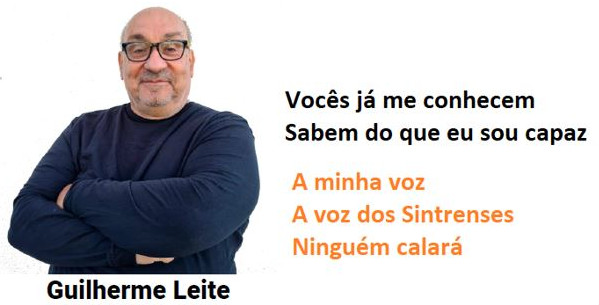 Vocês já me conhecem
Sabem do que eu sou capaz
A minha voz
A voz dos Sintrenses
Ninguém calará
Guilherme Leite